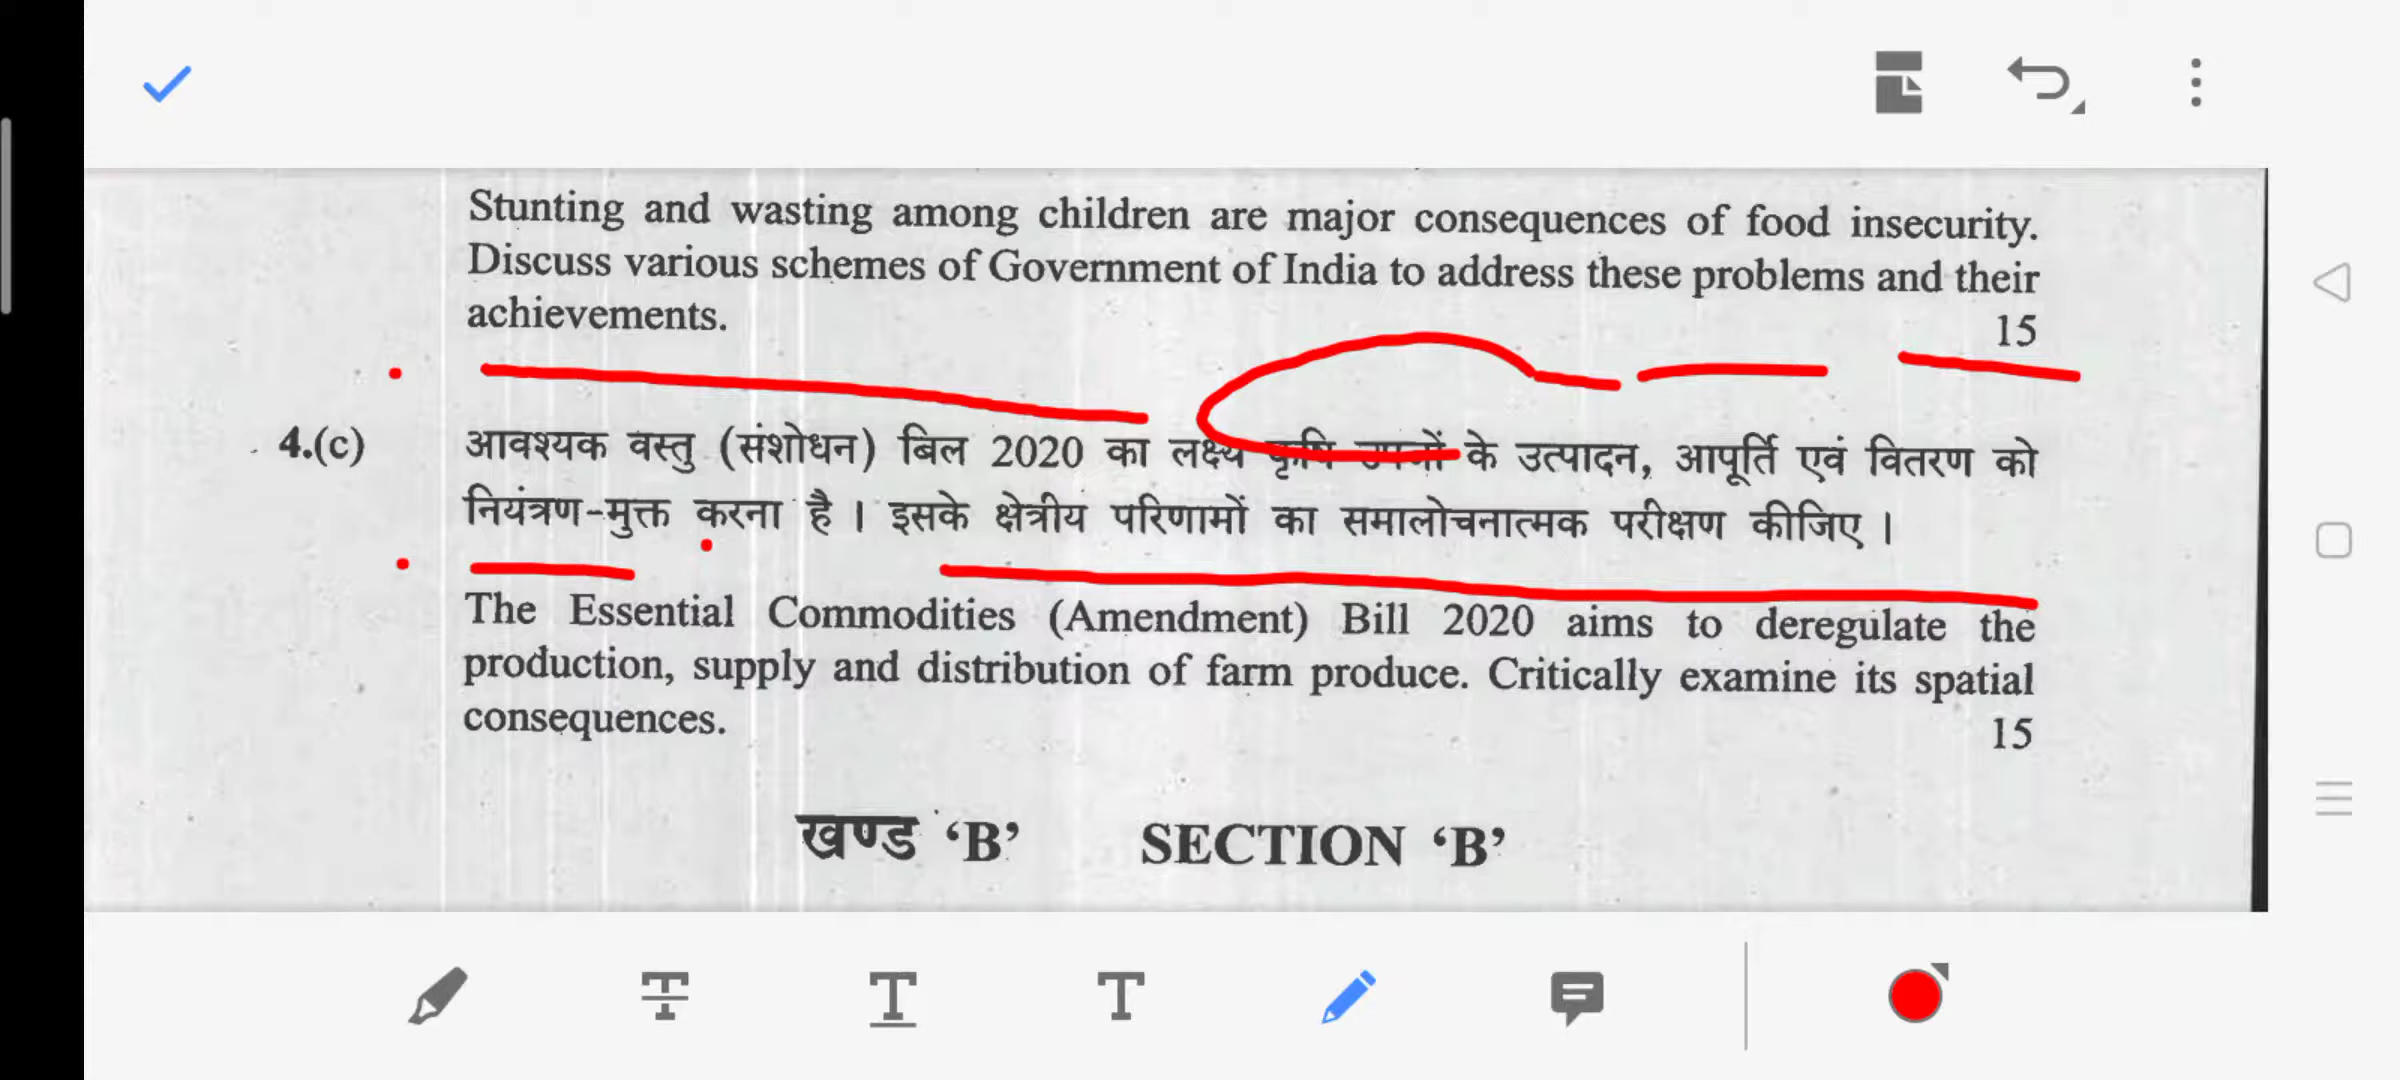 Stunting and wasting among children are major consequences of food insecurity.
Discuss various schemes of Government of India to address these problems and their
achievements. 15
4.(c) आवश्यक वस्तु (संशोधन) बिल 2020 का लक्ष्य कृषि उपजों के उत्पादन, आपूर्ति एवं वितरण को
नियंत्रण-मुक्त करना है । इसके क्षेत्रीय परिणामों का समालोचनात्मक परीक्षण कीजिए ।
The Essential Commodities (Amendment) Bill 2020 aims to deregulate the
production, supply and distribution of farm produce. Critically examine its spatial
consequences. 15
खण्ड ‘B’ SECTION ‘B’